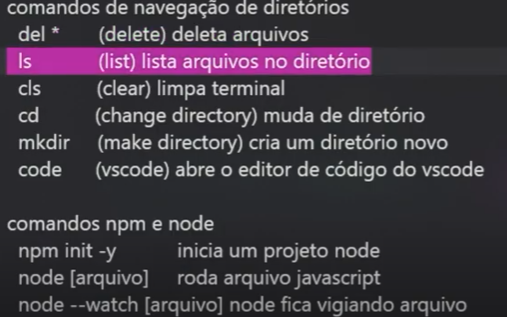 comandos de navegação de diretórios
del * (delete) deleta arquivos
ls (list) lista arquivos no diretório
cls (clear) limpa terminal
cd (change directory) muda de diretório
mkdir (make directory) cria um diretório novo
code (vscode) abre o editor de código do vscode
comandos npm e node
npm init -y inicia um projeto node
node [arquivo] roda arquivo javascript
node --watch [arquivo] node fica vigiando arquivo